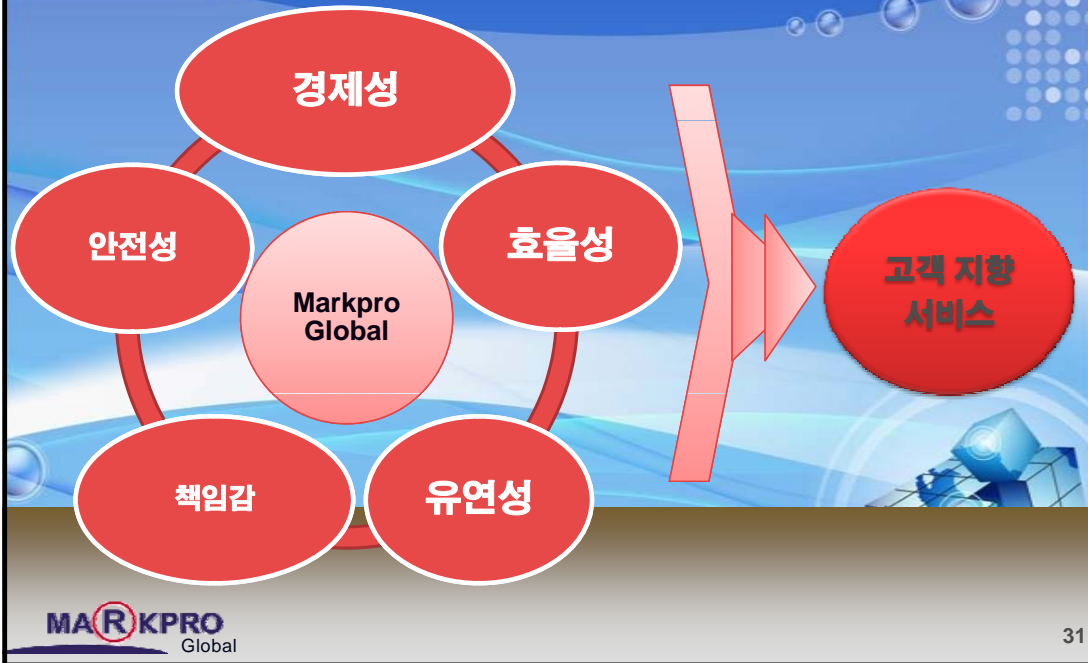 경제성
안전성
효율성
Markpro
Global
고객 지향
서비스
책임감
유연성
MARKPRO
Global
31